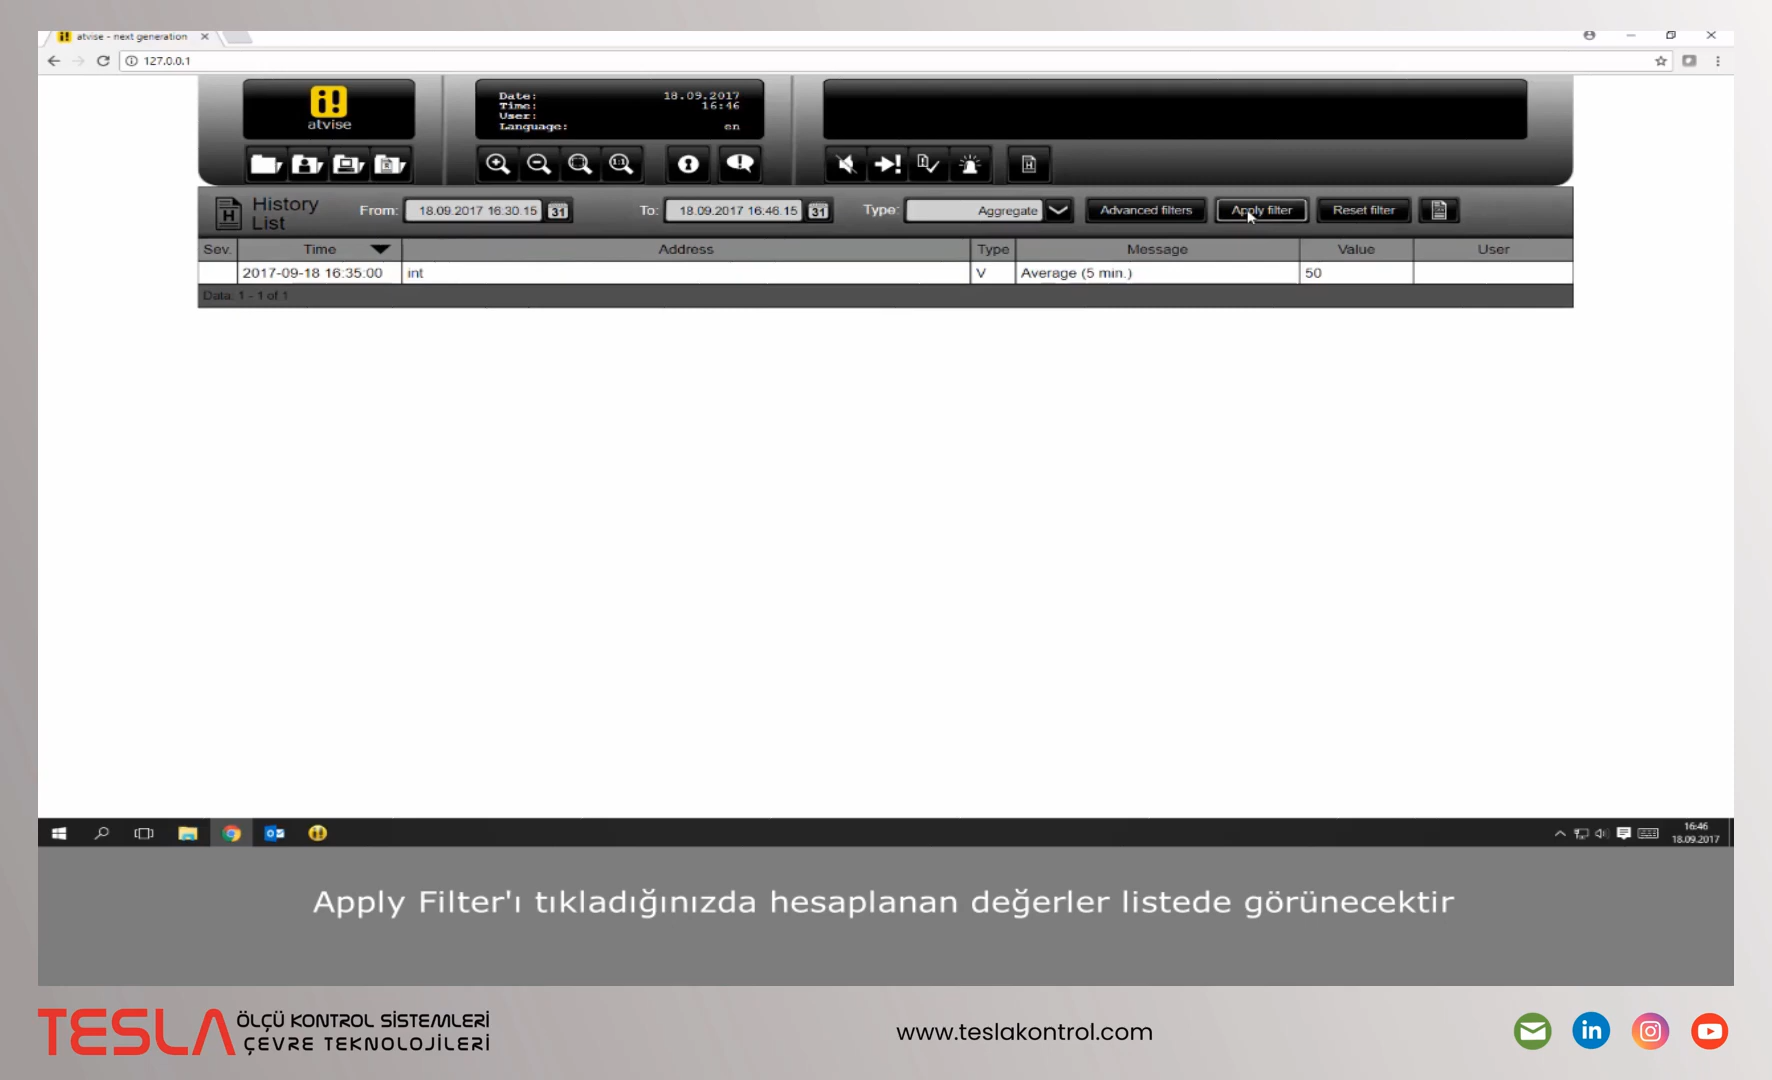 atvise - next generation
127.0.0.1
atvise
Date: 18.09.2017
Time: 16:46
User:
Language: en
1:1
History List
From: 18.09.2017 16.30.15 31
To: 18.09.2017 16:46.15 31
Type: Aggregate
Advanced filters
Apply filter
Reset filter
Sev. Time Address Type Message Value User
2017-09-18 16:35:00 int V Average (5 min.) 50
Data: 1 - 1 of 1
16:46
18.09.2017
Apply Filter'ı tıkladığınızda hesaplanan değerler listede görünecektir
TESLA ÖLÇÜ KONTROL SİSTEMLERİ
ÇEVRE TEKNOLOJİLERİ
www.teslakontrol.com
in